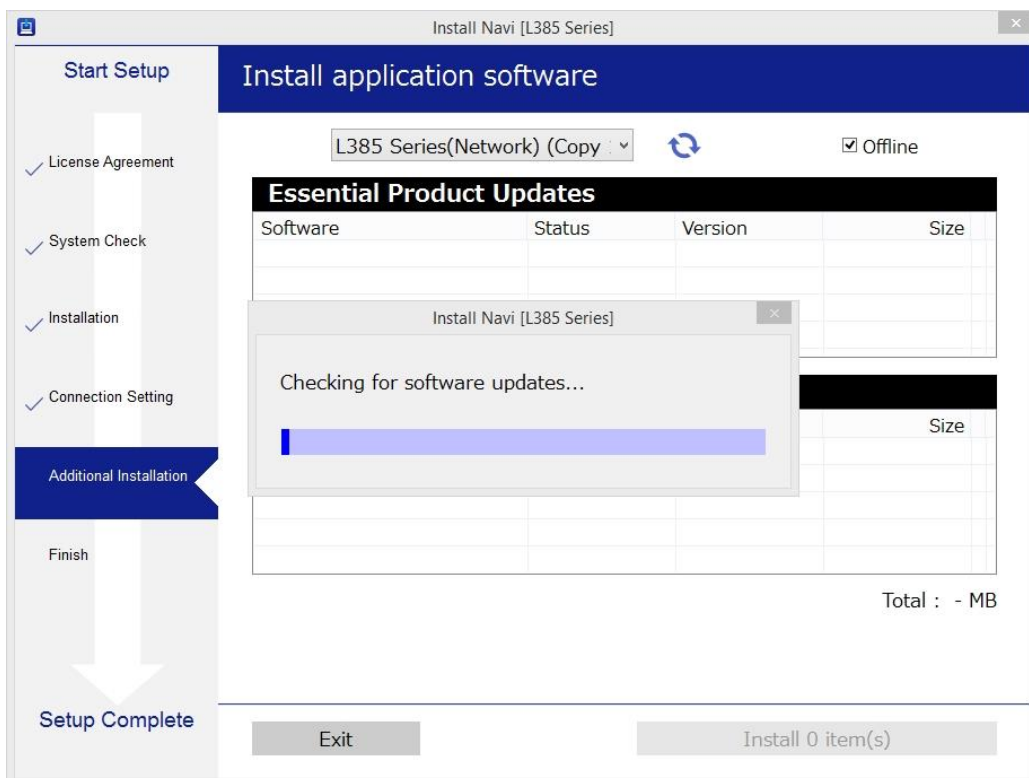 Install Navi [L385 Series]
Start Setup
Install application software
L385 Series(Network) (Copy
Offline
License Agreement
Essential Product Updates
Software Status Version Size
System Check
Installation
Install Navi [L385 Series]
Checking for software updates...
Connection Setting
Size
Additional Installation
Finish
Total : - MB
Setup Complete
Exit
Install 0 item(s)